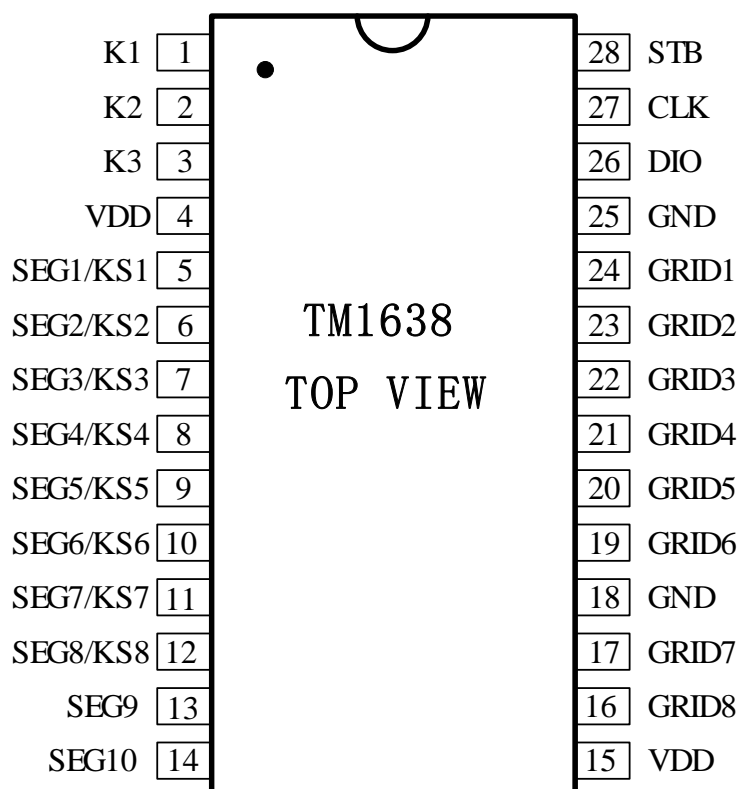 K1 1 28 STB
K2 2 27 CLK
K3 3 26 DIO
VDD 4 25 GND
SEG1/KS1 5 24 GRID1
SEG2/KS2 6 TM1638 23 GRID2
SEG3/KS3 7 TOP VIEW 22 GRID3
SEG4/KS4 8 21 GRID4
SEG5/KS5 9 20 GRID5
SEG6/KS6 10 19 GRID6
SEG7/KS7 11 18 GND
SEG8/KS8 12 17 GRID7
SEG9 13 16 GRID8
SEG10 14 15 VDD